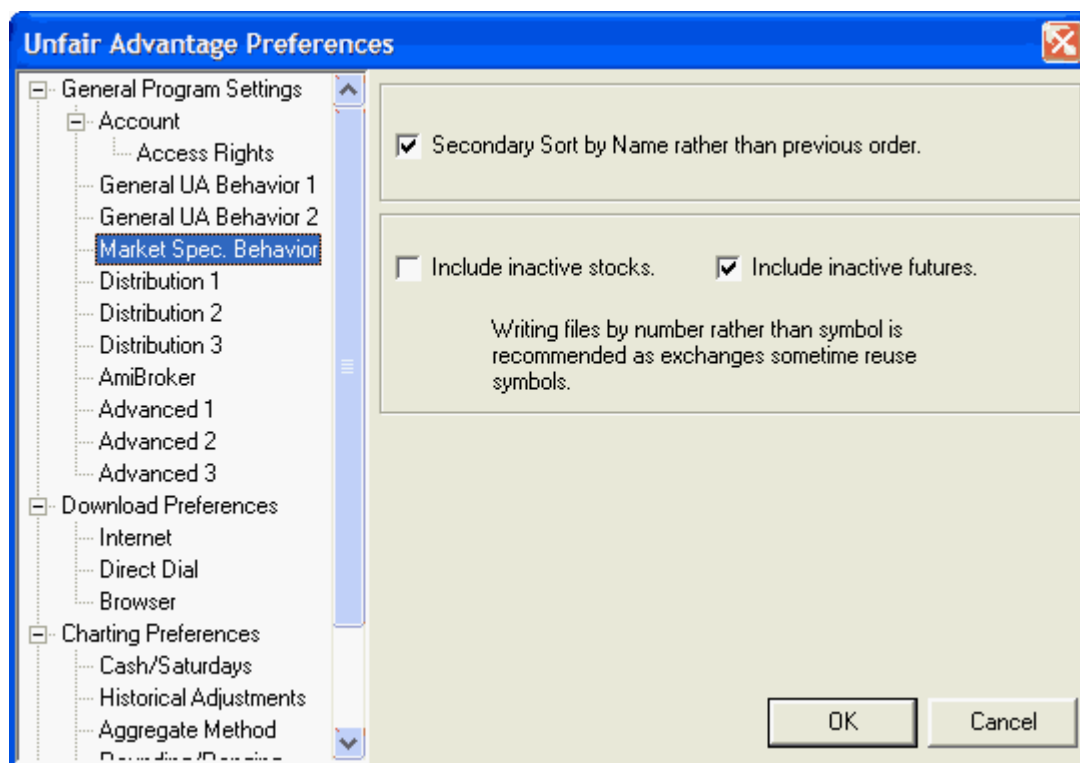 Unfair Advantage Preferences
General Program Settings
Account
Access Rights
General UA Behavior 1
General UA Behavior 2
Market Spec. Behavior
Distribution 1
Distribution 2
Distribution 3
AmiBroker
Advanced 1
Advanced 2
Advanced 3
Download Preferences
Internet
Direct Dial
Browser
Charting Preferences
Cash/Saturdays
Historical Adjustments
Aggregate Method
Secondary Sort by Name rather than previous order.
Include inactive stocks.
Include inactive futures.
Writing files by number rather than symbol is
recommended as exchanges sometime reuse
symbols.
OK
Cancel